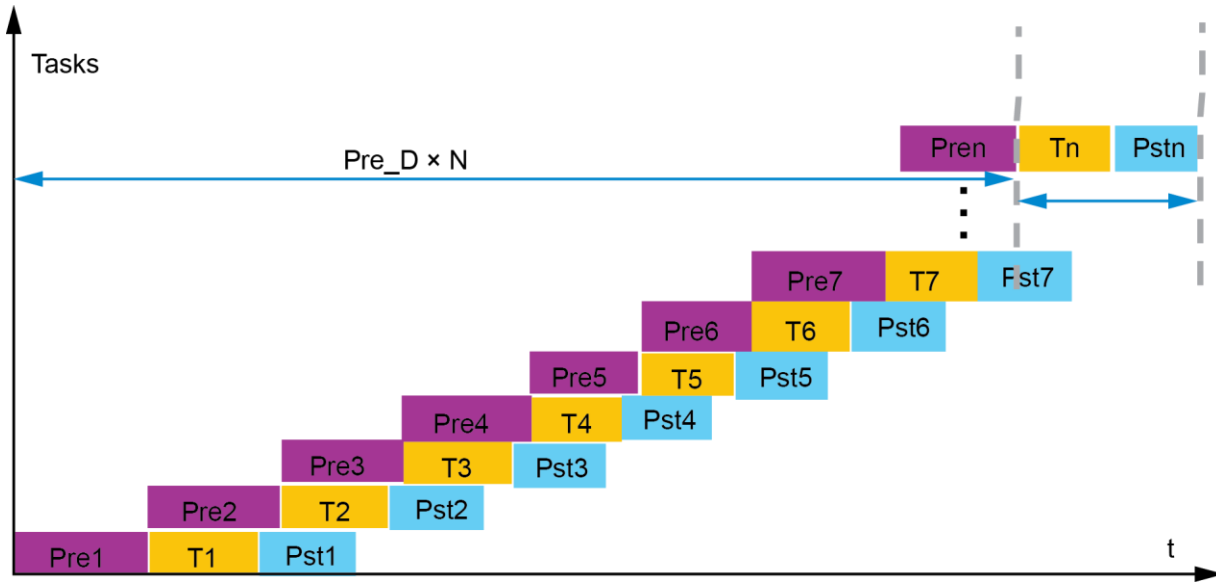 Tasks
Pren Tn Pstn
Pre_D × N
Pre7 T7 Pst7
Pre6 T6 Pst6
Pre5 T5 Pst5
Pre4 T4 Pst4
Pre3 T3 Pst3
Pre2 T2 Pst2
Pre1 T1 Pst1
t